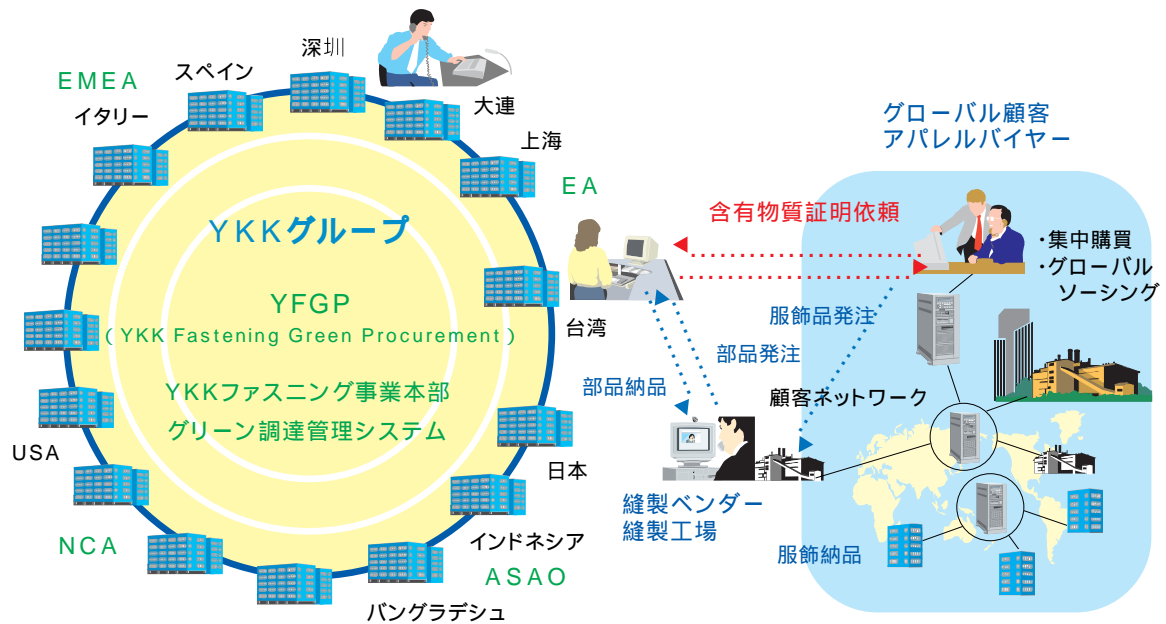 深圳
スペイン
EMEA
イタリー
大連
上海
EA
YKKグループ
YFGP
(YKK Fastening Green Procurement)
YKKファスニング事業本部
グリーン調達管理システム
台湾
USA
日本
NCA
インドネシア
ASAO
バングラデシュ
グローバル顧客
アパレルバイヤー
含有物質証明依頼
・集中購買
・グローバル
ソーシング
服飾品発注
部品発注
部品納品
顧客ネットワーク
縫製ベンダー
縫製工場
服飾納品